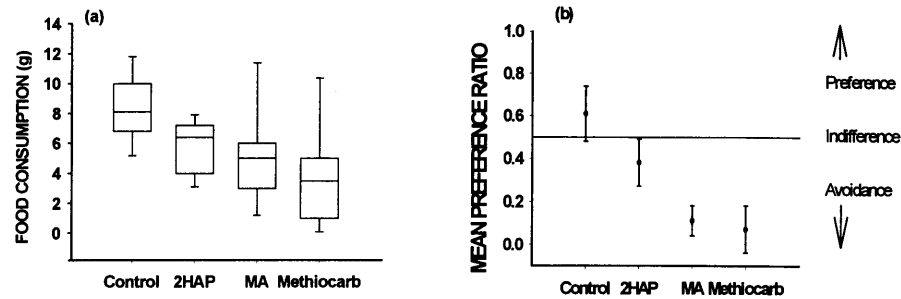 (a)
FOOD CONSUMPTION (g)
14
12
10
8
6
4
2
0
Control 2HAP MA Methiocarb
(b)
MEAN PREFERENCE RATIO
1.0
0.8
0.6
0.4
0.2
0.0
Control 2HAP MA Methiocarb
Preference
Indifference
Avoidance